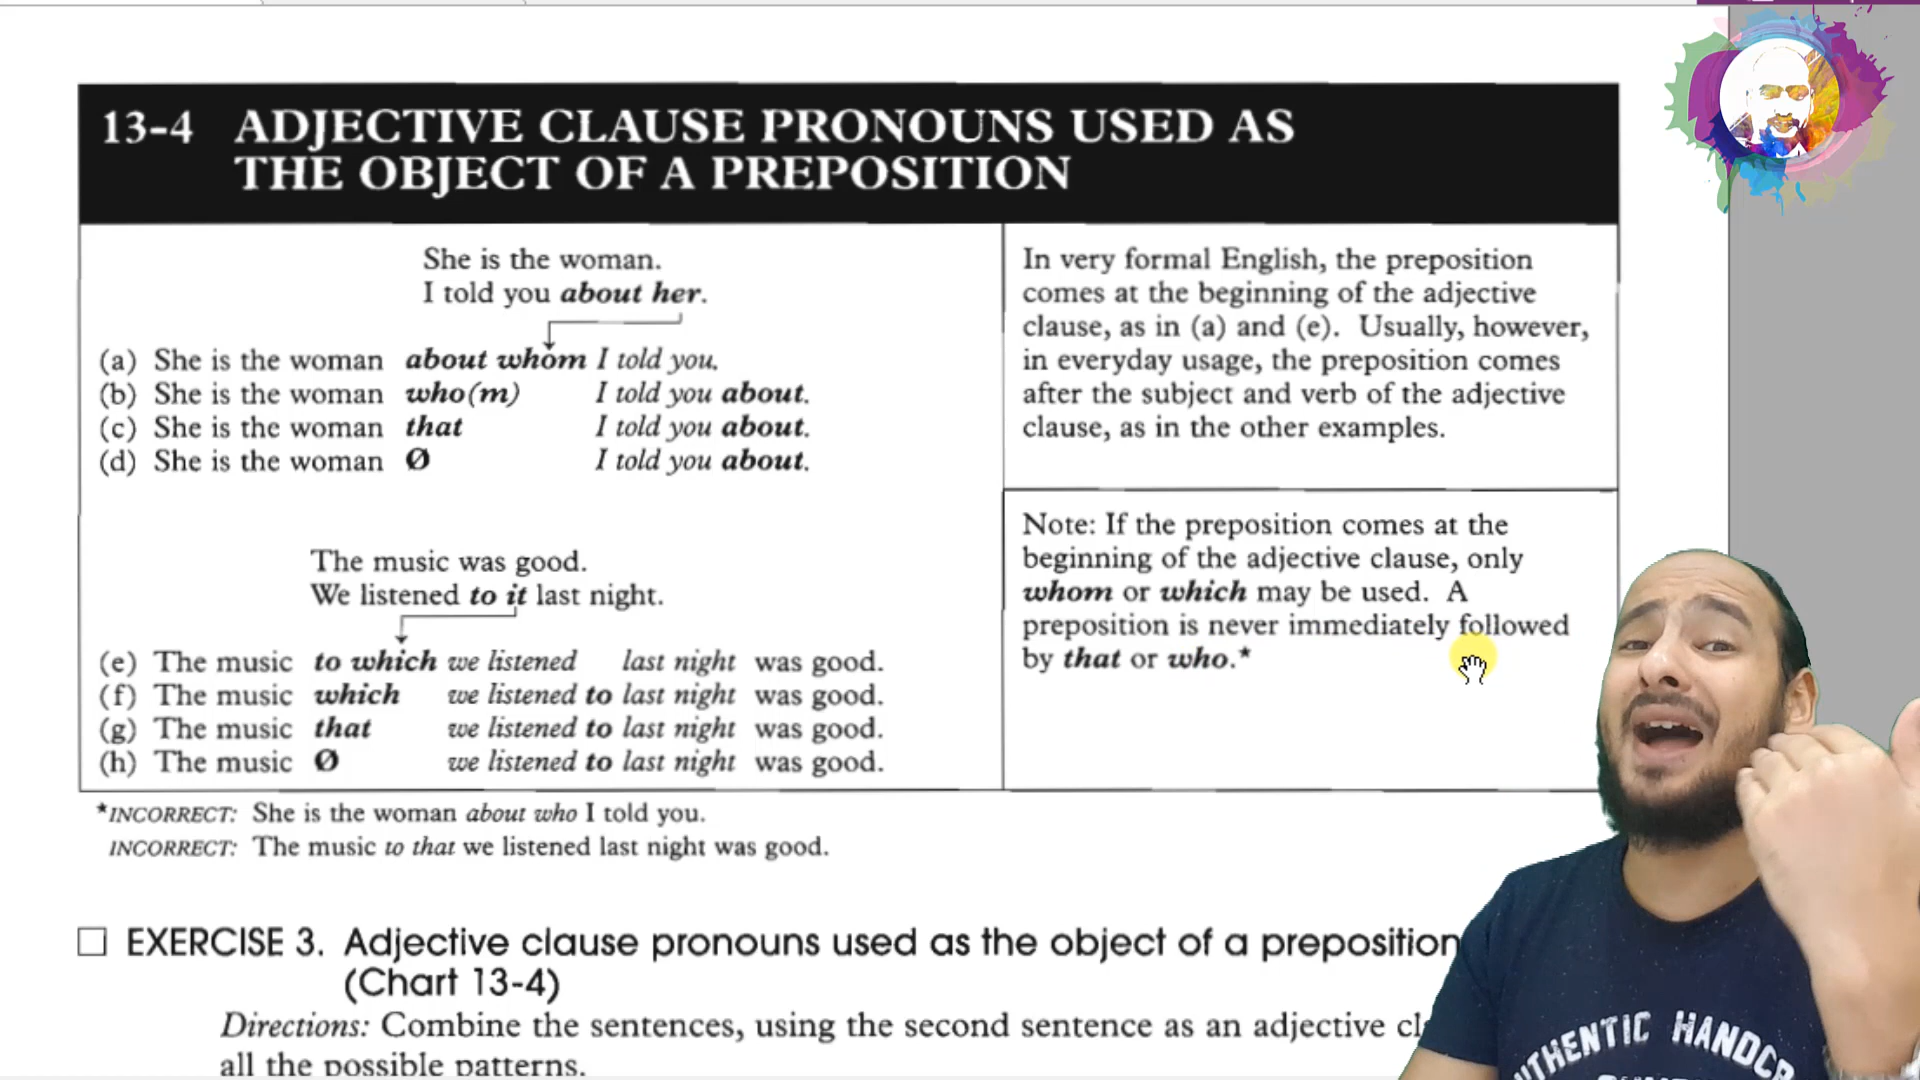 13-4 ADJECTIVE CLAUSE PRONOUNS USED AS
THE OBJECT OF A PREPOSITION
She is the woman.
I told you about her.
(a) She is the woman about whom I told you.
(b) She is the woman who(m) I told you about.
(c) She is the woman that I told you about.
(d) She is the woman Ø I told you about.
In very formal English, the preposition
comes at the beginning of the adjective
clause, as in (a) and (e). Usually, however,
in everyday usage, the preposition comes
after the subject and verb of the adjective
clause, as in the other examples.
The music was good.
We listened to it last night.
(e) The music to which we listened last night was good.
(f) The music which we listened to last night was good.
(g) The music that we listened to last night was good.
(h) The music Ø we listened to last night was good.
Note: If the preposition comes at the
beginning of the adjective clause, only
whom or which may be used. A
preposition is never immediately followed
by that or who.*
*INCORRECT: She is the woman about who I told you.
INCORRECT: The music to that we listened last night was good.
EXERCISE 3. Adjective clause pronouns used as the object of a preposition
(Chart 13-4)
Directions: Combine the sentences, using the second sentence as an adjective
all the possible patterns.